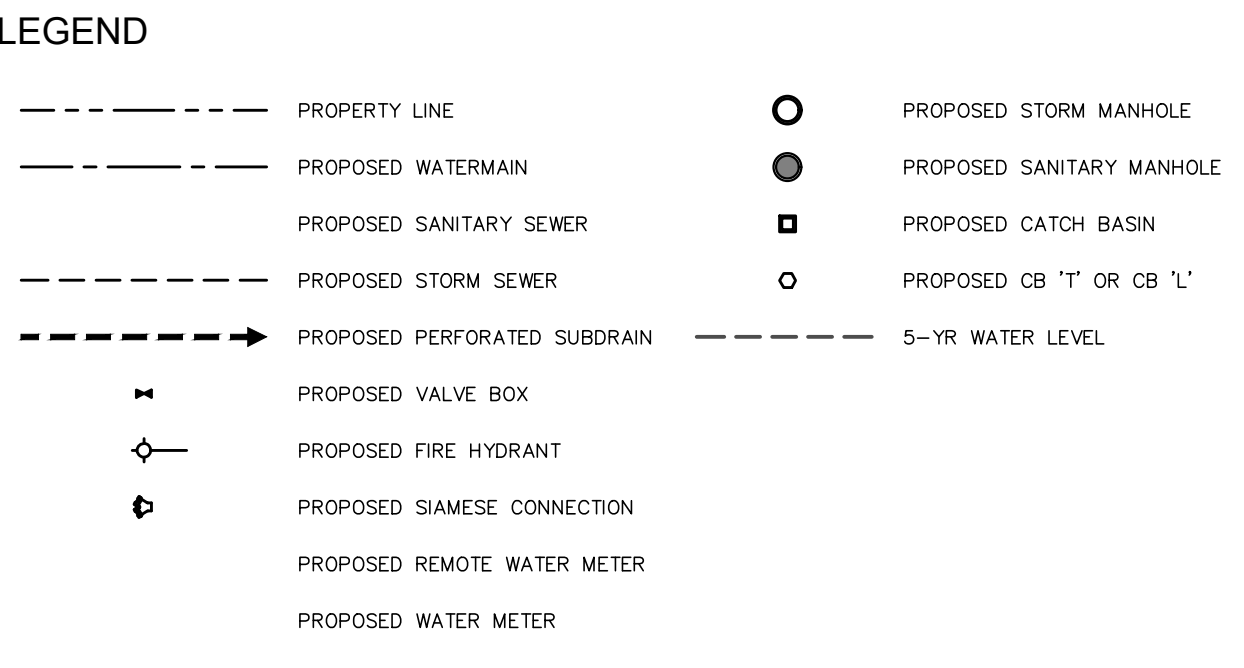 LEGEND
PROPERTY LINE
PROPOSED WATERMAIN
PROPOSED SANITARY SEWER
PROPOSED STORM SEWER
PROPOSED PERFORATED SUBDRAIN
PROPOSED VALVE BOX
PROPOSED FIRE HYDRANT
PROPOSED SIAMESE CONNECTION
PROPOSED REMOTE WATER METER
PROPOSED WATER METER
PROPOSED STORM MANHOLE
PROPOSED SANITARY MANHOLE
PROPOSED CATCH BASIN
PROPOSED CB 'T' OR CB 'L'
5-YR WATER LEVEL